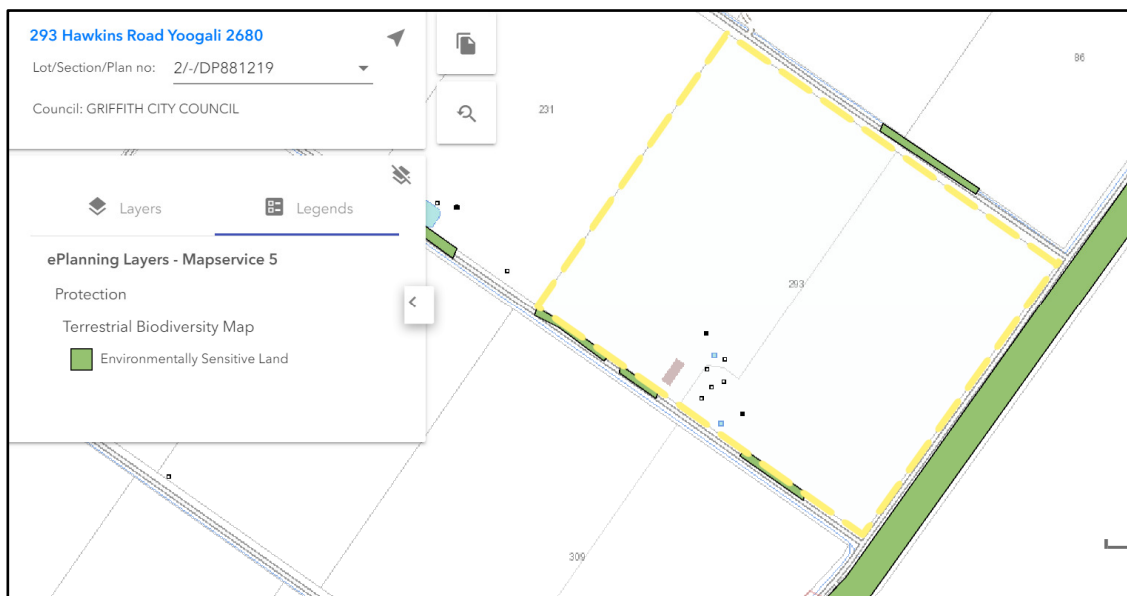 293 Hawkins Road Yoogali 2680
Lot/Section/Plan no: 2/-/DP881219
Council: GRIFFITH CITY COUNCIL
Layers
Legends
ePlanning Layers - Mapservice 5
Protection
Terrestrial Biodiversity Map
Environmentally Sensitive Land
231
86
293
309